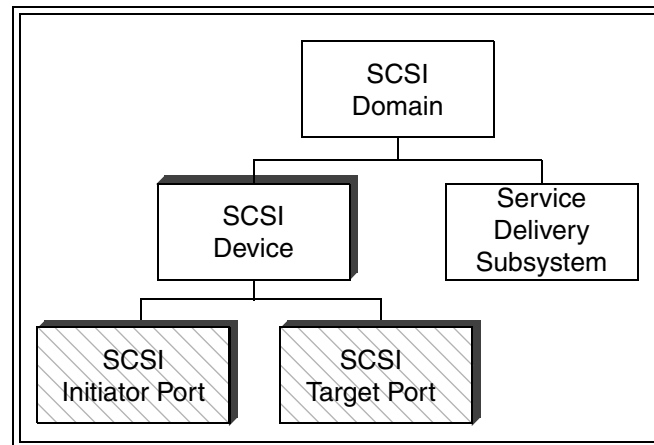 SCSI
Domain
SCSI
Device
Service
Delivery
Subsystem
SCSI
Initiator Port
SCSI
Target Port